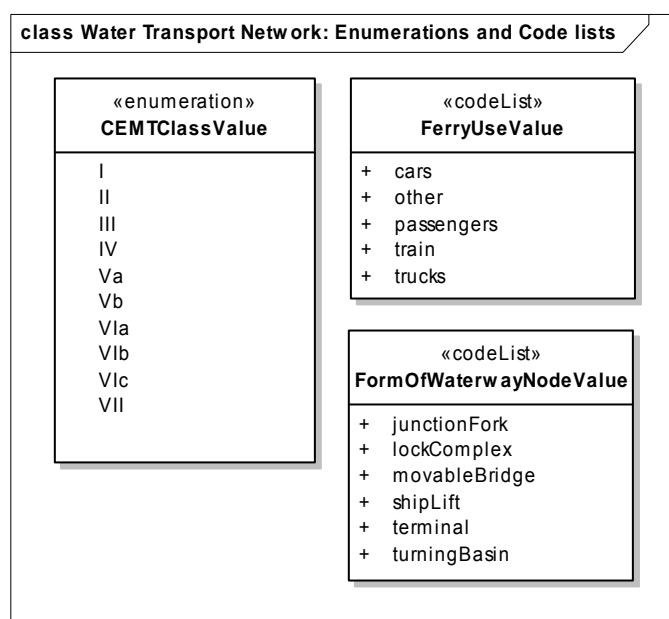 class Water Transport Network: Enumerations and Code lists
«enumeration»
CEMTClassValue
I
II
III
IV
Va
Vb
VIa
VIb
VIc
VII
«codeList»
FerryUseValue
+ cars
+ other
+ passengers
+ train
+ trucks
«codeList»
FormOfWaterwayNodeValue
+ junctionFork
+ lockComplex
+ movableBridge
+ shipLift
+ terminal
+ turningBasin